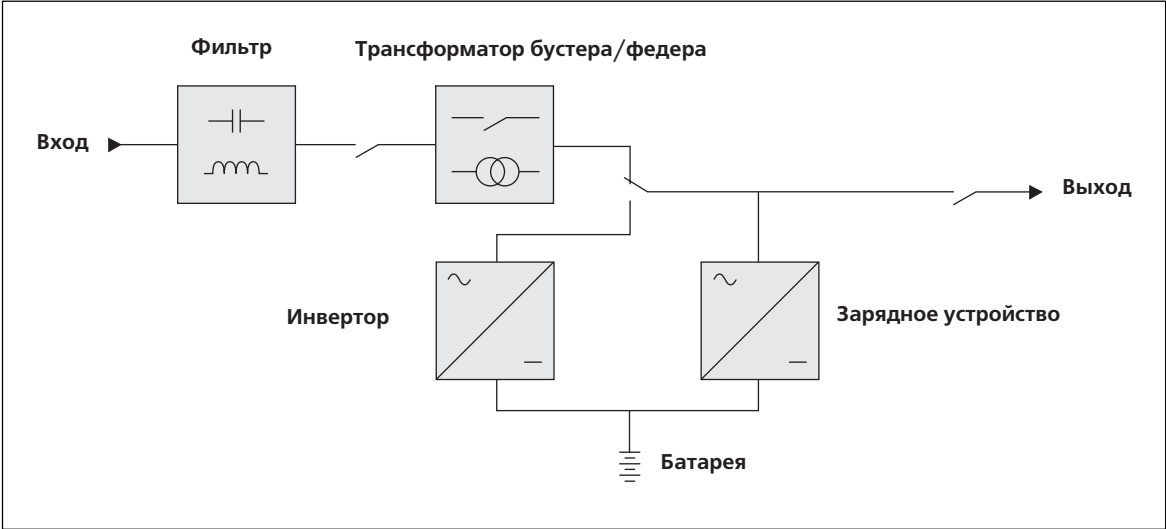 Фильтр
Трансформатор бустера/федера
Вход
Выход
Инвертор
Зарядное устройство
Батарея